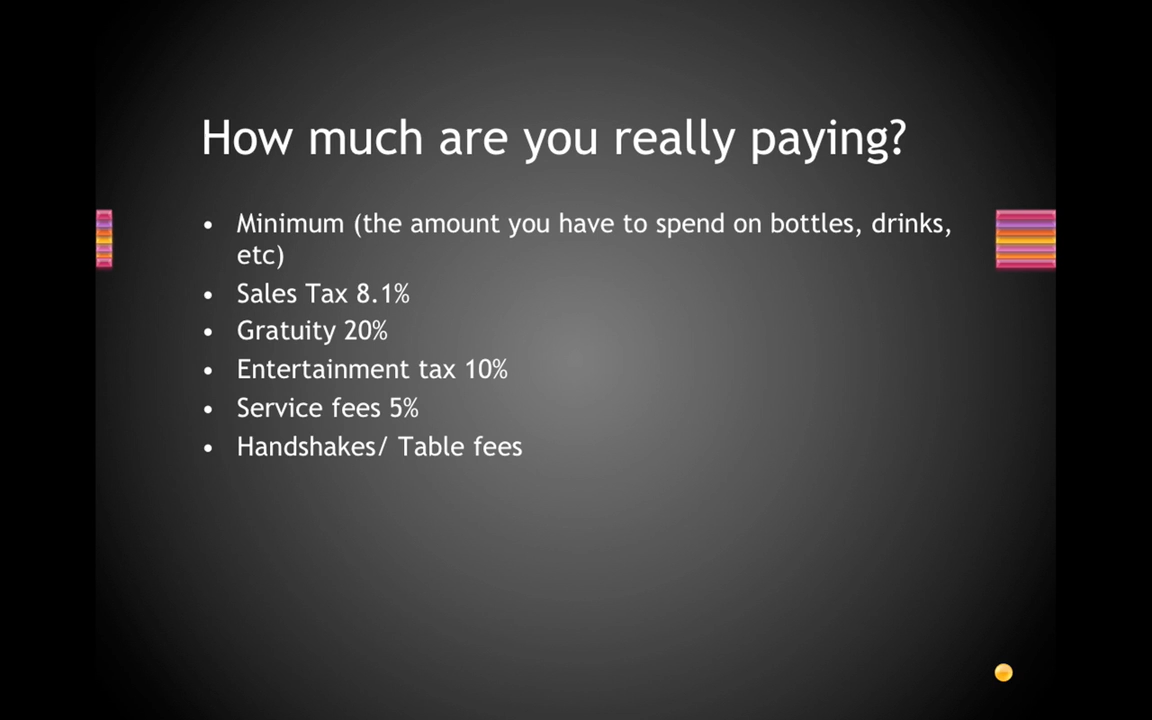 How much are you really paying?
• Minimum (the amount you have to spend on bottles, drinks,
etc)
• Sales Tax 8.1%
• Gratuity 20%
• Entertainment tax 10%
• Service fees 5%
• Handshakes/ Table fees